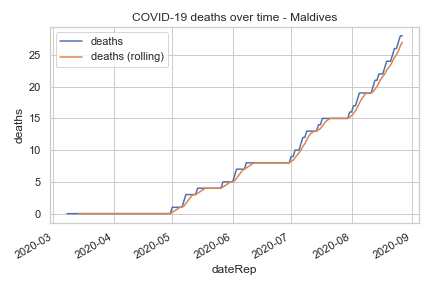 COVID-19 deaths over time - Maldives
deaths
deaths (rolling)
25
20
15
10
5
0
deaths
2020-03
2020-04
2020-05
2020-06
2020-07
2020-08
2020-09
dateRep